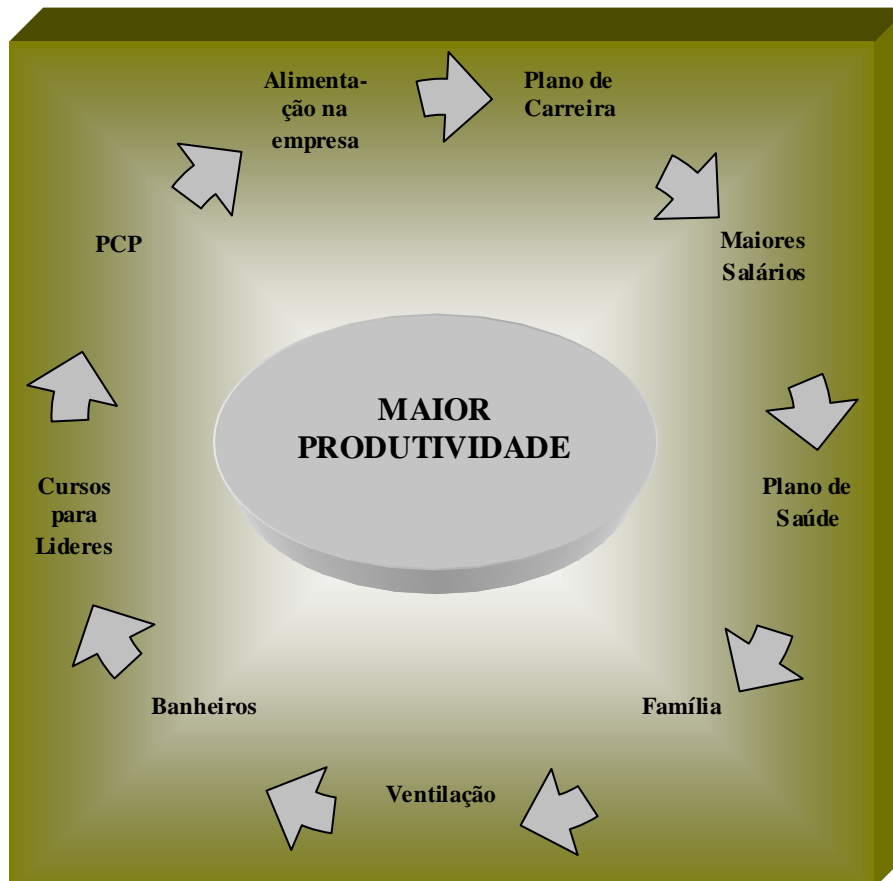 Alimenta-
ção na
empresa
Plano de
Carreira
Maiores
Salários
Plano de
Saúde
Família
Ventilação
Banheiros
Cursos
para
Lideres
PCP
MAIOR
PRODUTIVIDADE